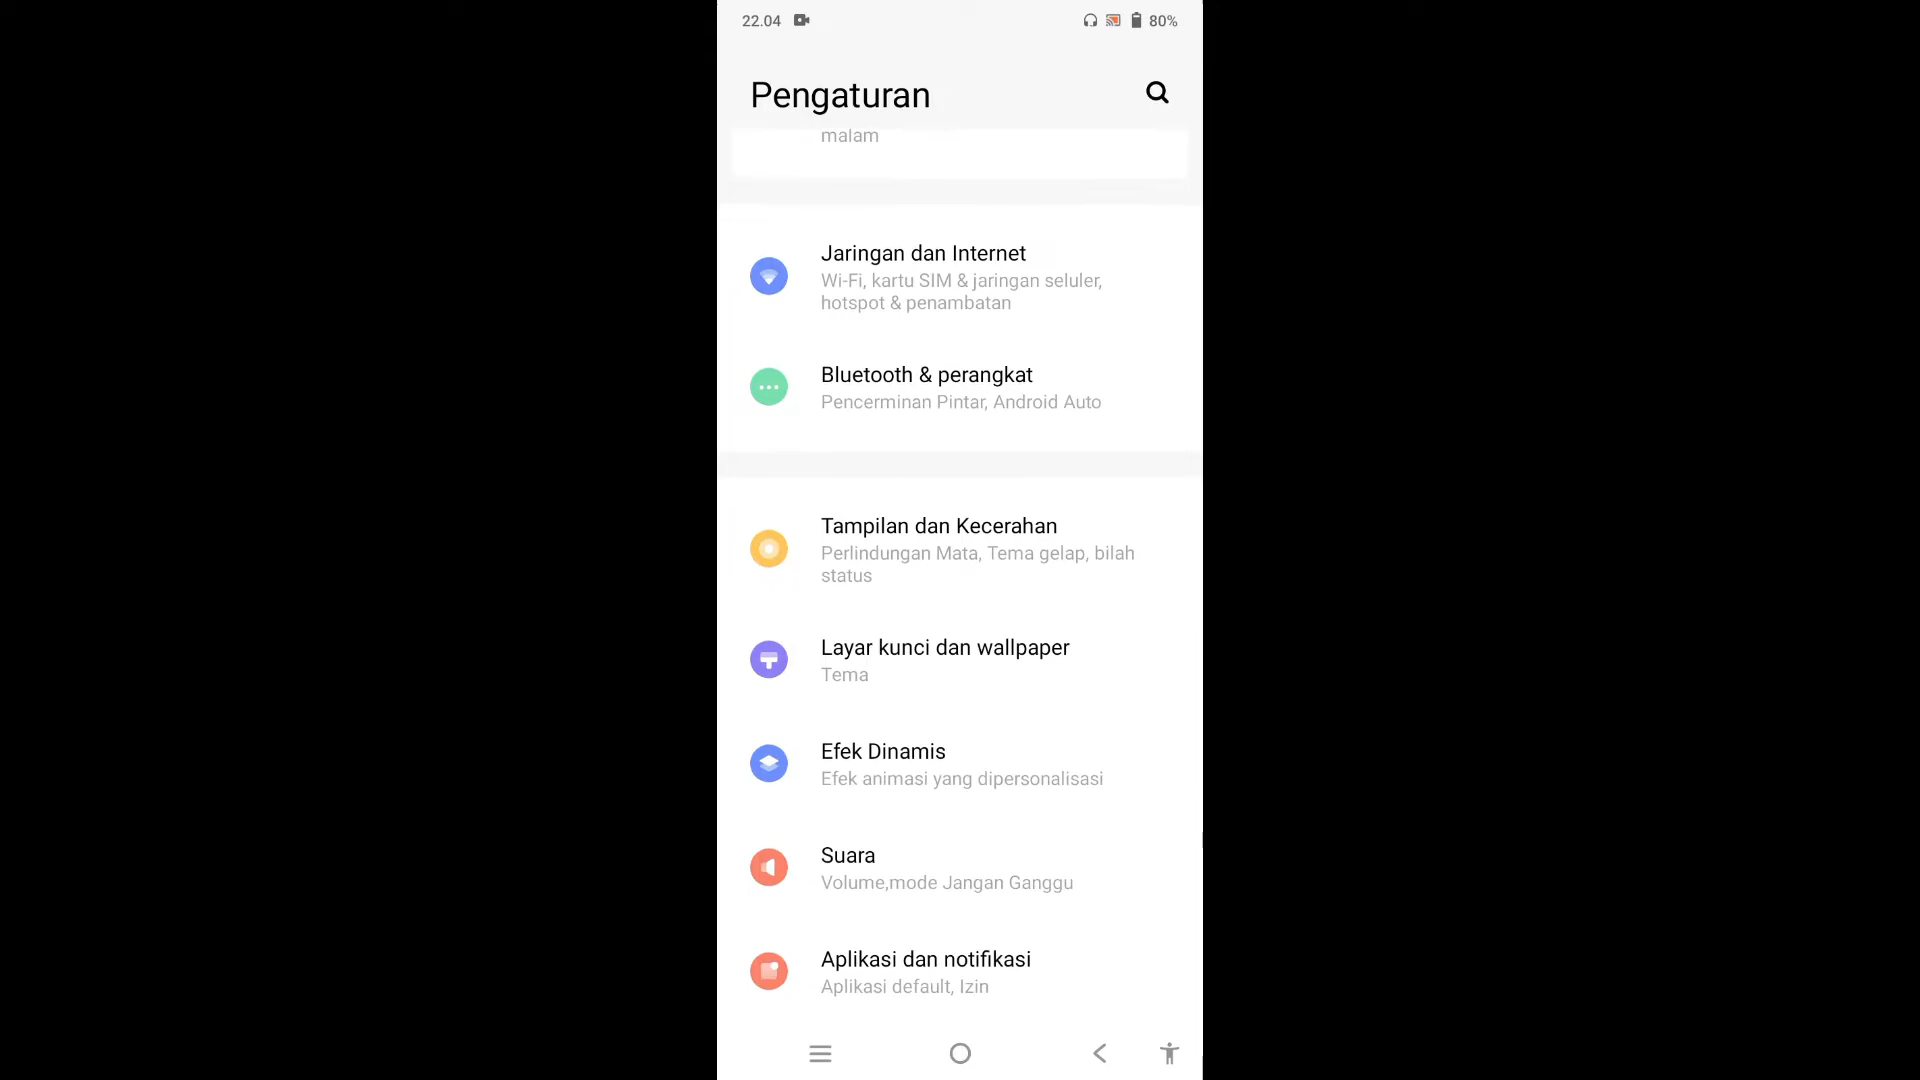 22.04 80%
Pengaturan
malam
Jaringan dan Internet
Wi-Fi, kartu SIM & jaringan seluler,
hotspot & penambatan
Bluetooth & perangkat
Pencerminan Pintar, Android Auto
Tampilan dan Kecerahan
Perlindungan Mata, Tema gelap, bilah
status
Layar kunci dan wallpaper
Tema
Efek Dinamis
Efek animasi yang dipersonalisasi
Suara
Volume,mode Jangan Ganggu
Aplikasi dan notifikasi
Aplikasi default, Izin